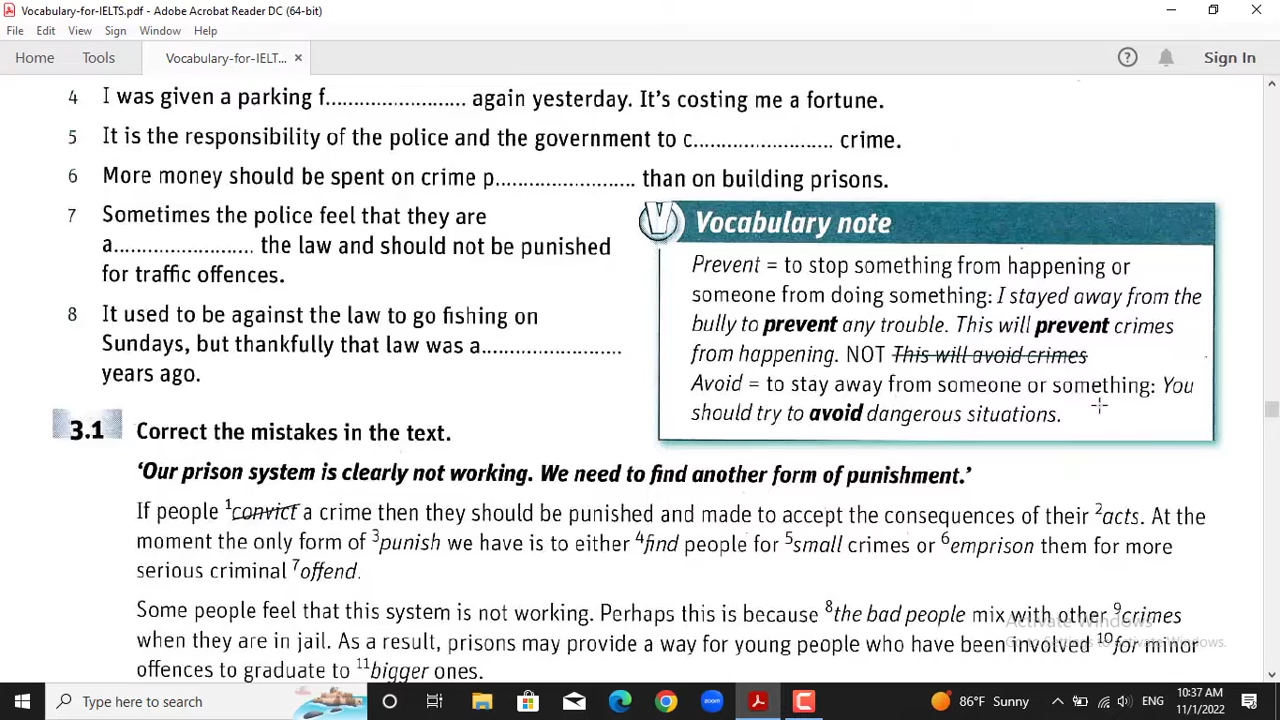 Vocabulary-for-IELTS.pdf - Adobe Acrobat Reader DC (64-bit)
File Edit View Sign Window Help
Home Tools Vocabulary-for-IELT... × Sign In
4 I was given a parking f......................... again yesterday. It's costing me a fortune.
5 It is the responsibility of the police and the government to c......................... crime.
6 More money should be spent on crime p......................... than on building prisons.
7 Sometimes the police feel that they are
a......................... the law and should not be punished
for traffic offences.
8 It used to be against the law to go fishing on
Sundays, but thankfully that law was a.........................
years ago.
V Vocabulary note
Prevent = to stop something from happening or
someone from doing something: I stayed away from the
bully to prevent any trouble. This will prevent crimes
from happening. NOT This will avoid crimes
Avoid = to stay away from someone or something: You
should try to avoid dangerous situations.
3.1 Correct the mistakes in the text.
'Our prison system is clearly not working. We need to find another form of punishment.'
If people 1convict a crime then they should be punished and made to accept the consequences of their 2acts. At the
moment the only form of 3punish we have is to either 4find people for 5small crimes or 6emprison them for more
serious criminal 7offend.
Some people feel that this system is not working. Perhaps this is because 8the bad people mix with other 9crimes
when they are in jail. As a result, prisons may provide a way for young people who have been involved 10for minor
offences to graduate to 11bigger ones.
Activate Windows
Go to Settings to activate Windows.
Type here to search
zoom
86°F Sunny
ENG
10:37 AM
11/1/2022